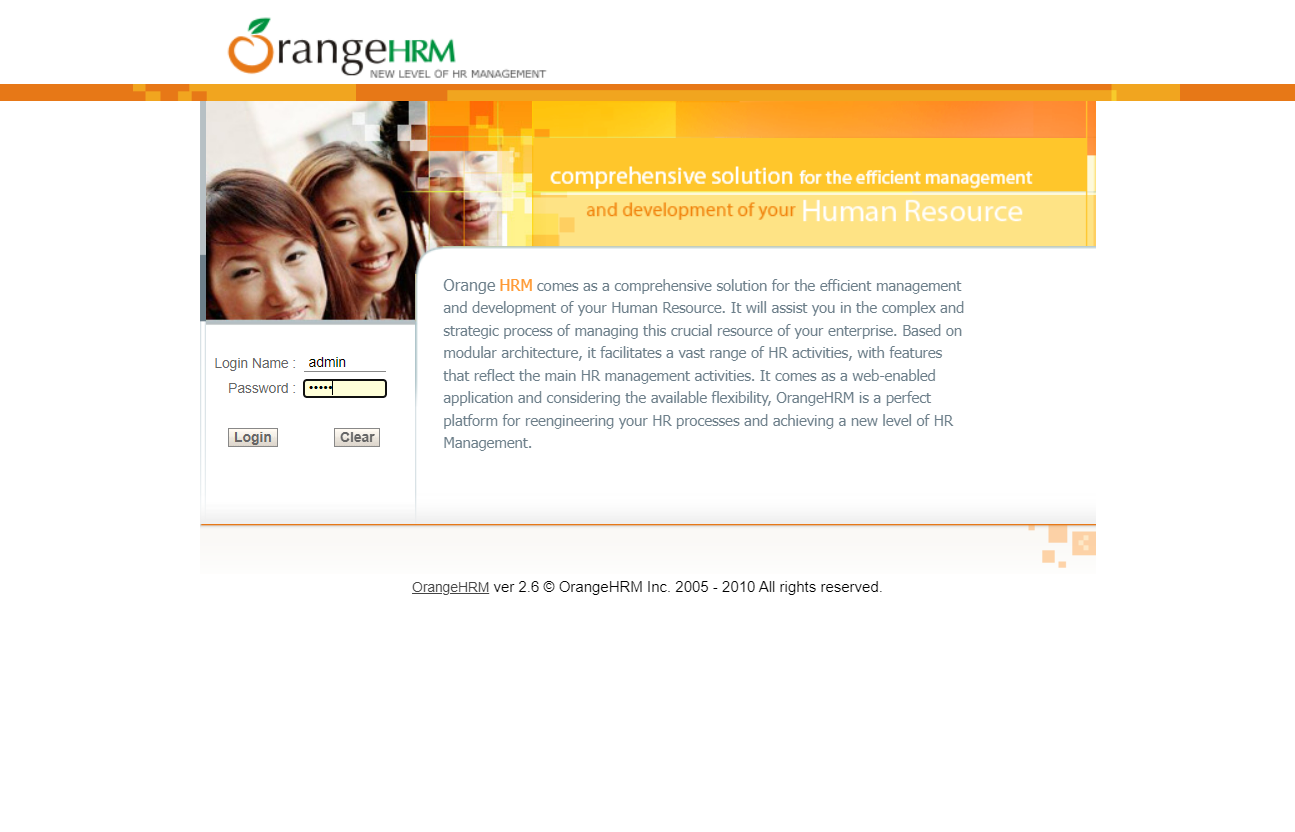 OrangeHRM
NEW LEVEL OF HR MANAGEMENT
comprehensive solution for the efficient management
and development of your Human Resource
Orange HRM comes as a comprehensive solution for the efficient management
and development of your Human Resource. It will assist you in the complex and
strategic process of managing this crucial resource of your enterprise. Based on
modular architecture, it facilitates a vast range of HR activities, with features
that reflect the main HR management activities. It comes as a web-enabled
application and considering the available flexibility, OrangeHRM is a perfect
platform for reengineering your HR processes and achieving a new level of HR
Management.
Login Name : admin
Password : •••••
Login Clear
OrangeHRM ver 2.6 © OrangeHRM Inc. 2005 - 2010 All rights reserved.